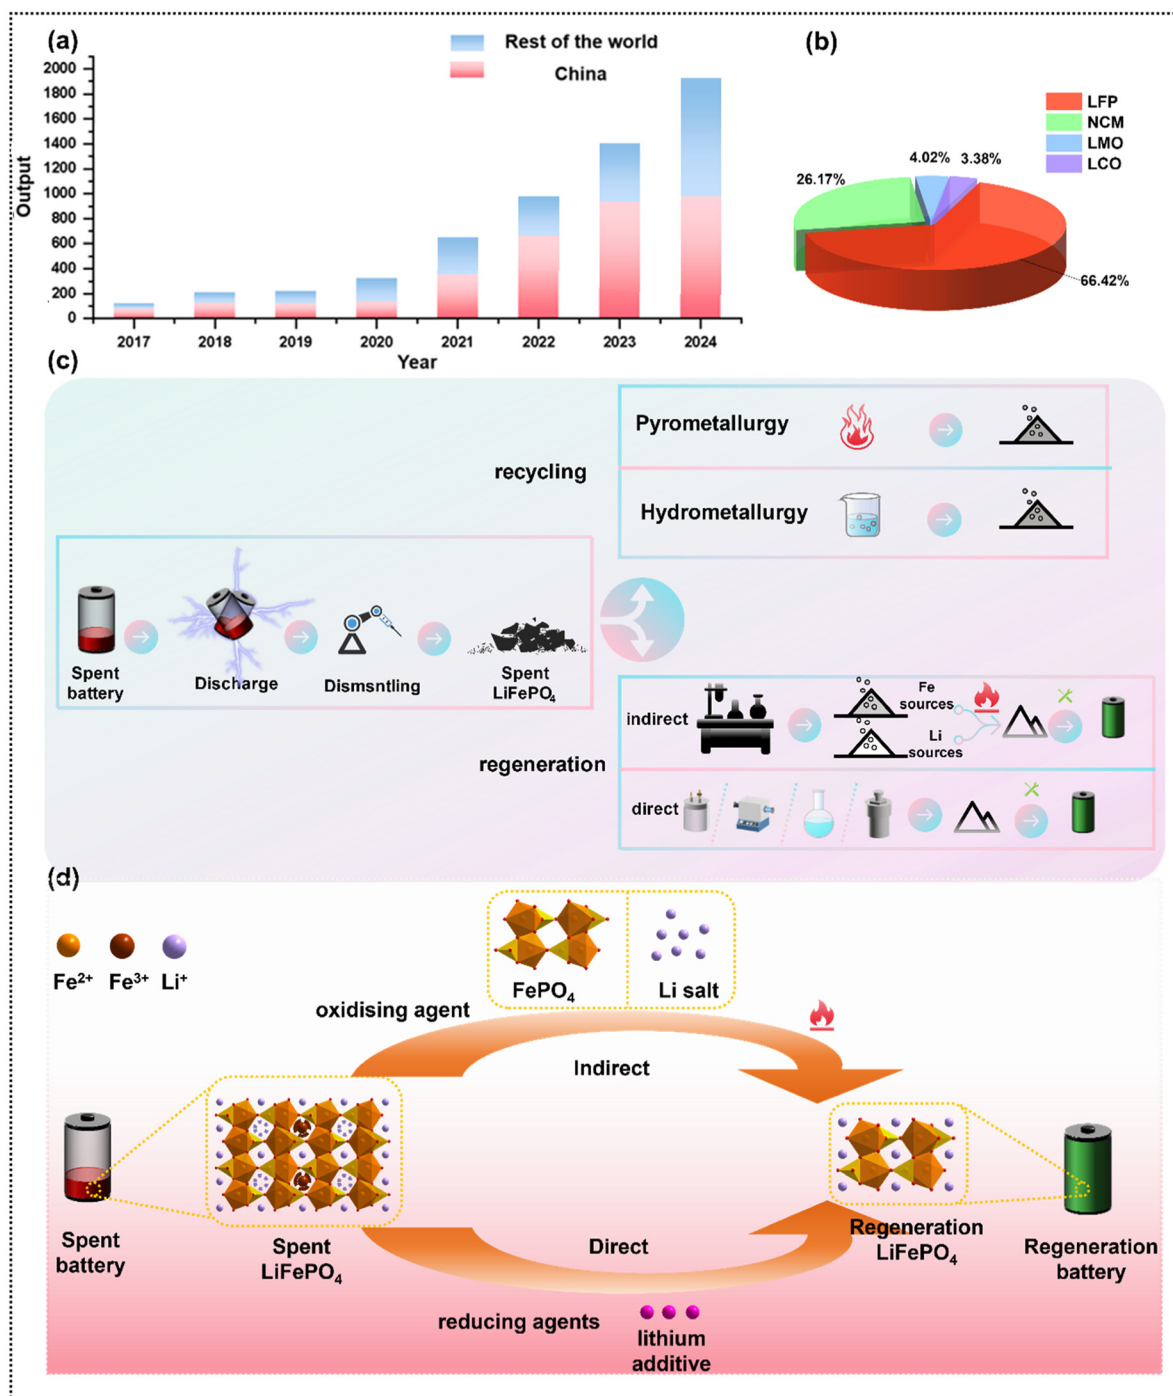 (a)
Rest of the world
China
2000
1800
1600
1400
1200
1000
800
600
400
200
0
Output
2017 2018 2019 2020 2021 2022 2023 2024
Year
(b)
LFP
NCM
LMO
LCO
4.02% 3.38%
26.17%
66.42%
(c)
recycling
Pyrometallurgy
Hydrometallurgy
Spent
battery
Discharge
Dismsntling
Spent
LiFePO₄
regeneration
indirect
Fe
sources
Li
sources
direct
(d)
Fe²⁺ Fe³⁺ Li⁺
FePO₄
Li salt
oxidising agent
Indirect
Spent
battery
Spent
LiFePO₄
Direct
Regeneration
LiFePO₄
Regeneration
battery
reducing agents
lithium
additive